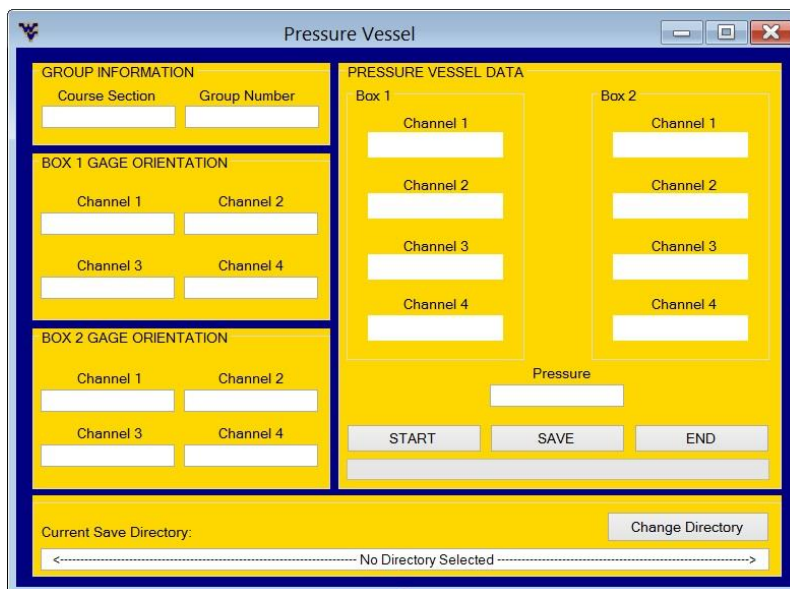 Pressure Vessel
GROUP INFORMATION
Course Section Group Number
BOX 1 GAGE ORIENTATION
Channel 1 Channel 2
Channel 3 Channel 4
BOX 2 GAGE ORIENTATION
Channel 1 Channel 2
Channel 3 Channel 4
PRESSURE VESSEL DATA
Box 1
Channel 1
Channel 2
Channel 3
Channel 4
Box 2
Channel 1
Channel 2
Channel 3
Channel 4
Pressure
START SAVE END
Current Save Directory:
Change Directory
<-------------------------------------------------------------------- No Directory Selected -------------------------------------------------------------------->